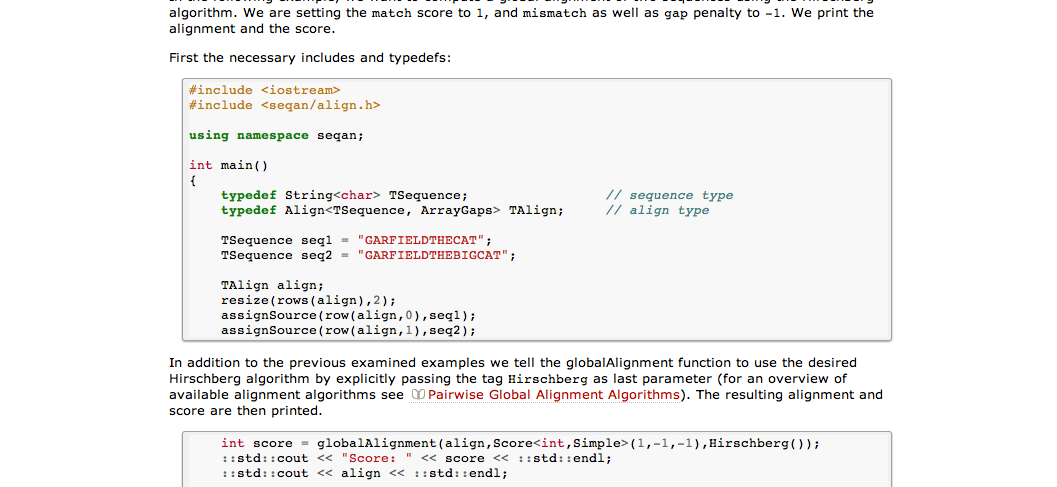 algorithm. We are setting the match score to 1, and mismatch as well as gap penalty to -1. We print the
alignment and the score.
First the necessary includes and typedefs:
#include <iostream>
#include <seqan/align.h>
using namespace seqan;
int main()
{
    typedef String<char> TSequence;                 // sequence type
    typedef Align<TSequence, ArrayGaps> TAlign;     // align type
    TSequence seq1 = "GARFIELDTHECAT";
    TSequence seq2 = "GARFIELDTHEBIGCAT";
    TAlign align;
    resize(rows(align),2);
    assignSource(row(align,0),seq1);
    assignSource(row(align,1),seq2);
In addition to the previous examined examples we tell the globalAlignment function to use the desired
Hirschberg algorithm by explicitly passing the tag Hirschberg as last parameter (for an overview of
available alignment algorithms see Pairwise Global Alignment Algorithms). The resulting alignment and
score are then printed.
    int score = globalAlignment(align,Score<int,Simple>(1,-1,-1),Hirschberg());
    ::std::cout << "Score: " << score << ::std::endl;
    ::std::cout << align << ::std::endl;